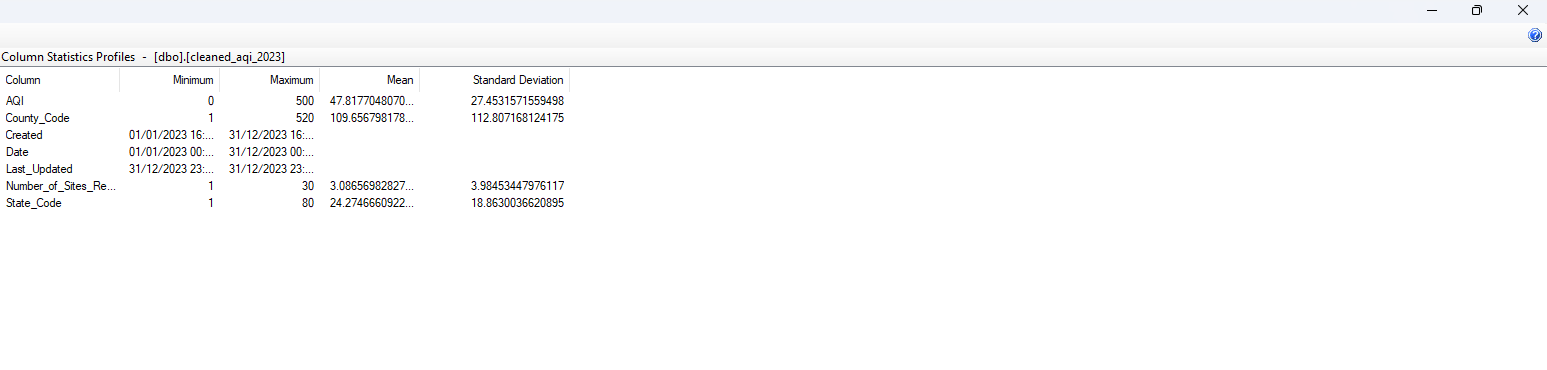 Column Statistics Profiles - [dbo].[cleaned_aqi_2023]
Column Minimum Maximum Mean Standard Deviation
AQI 0 500 47.8177048070... 27.4531571559498
County_Code 1 520 109.656798178... 112.807168124175
Created 01/01/2023 16:... 31/12/2023 16:...
Date 01/01/2023 00:... 31/12/2023 00:...
Last_Updated 31/12/2023 23:... 31/12/2023 23:...
Number_of_Sites_Re... 1 30 3.08656982827... 3.98453447976117
State_Code 1 80 24.2746660922... 18.8630036620895